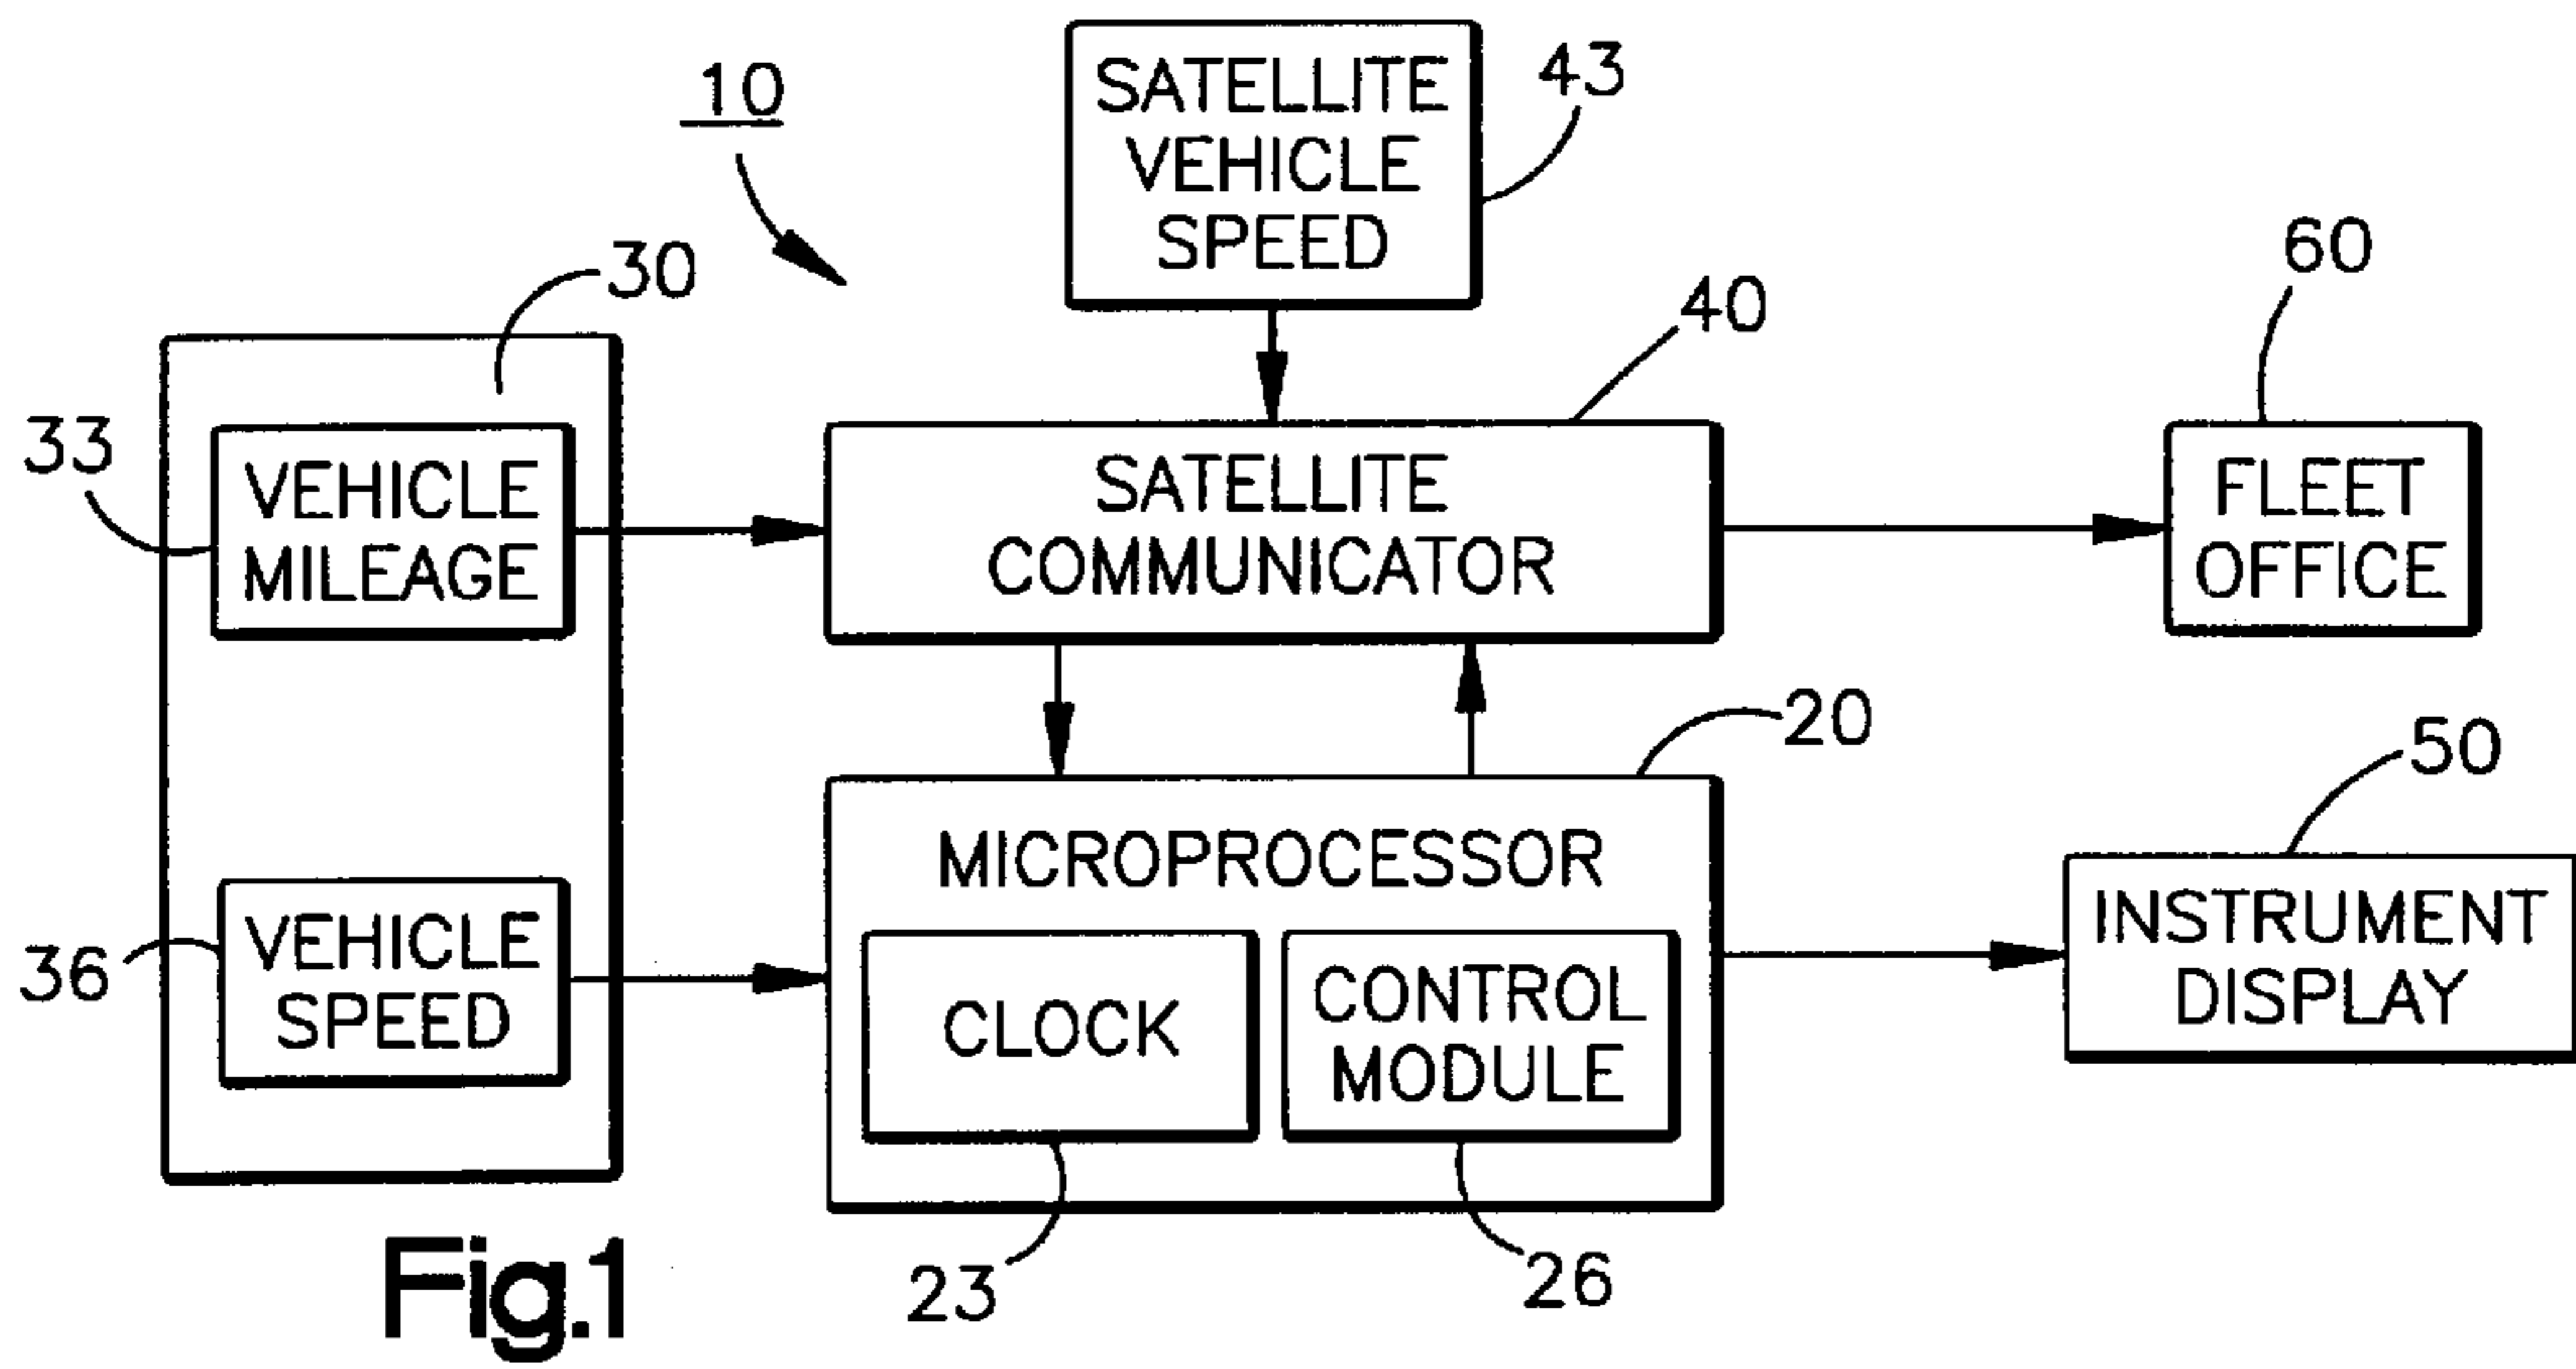 10
SATELLITE
VEHICLE
SPEED
43
30
40
60
33
VEHICLE
MILEAGE
SATELLITE
COMMUNICATOR
FLEET
OFFICE
20
50
36
VEHICLE
SPEED
MICROPROCESSOR
CLOCK
CONTROL
MODULE
INSTRUMENT
DISPLAY
23
26
Fig.1